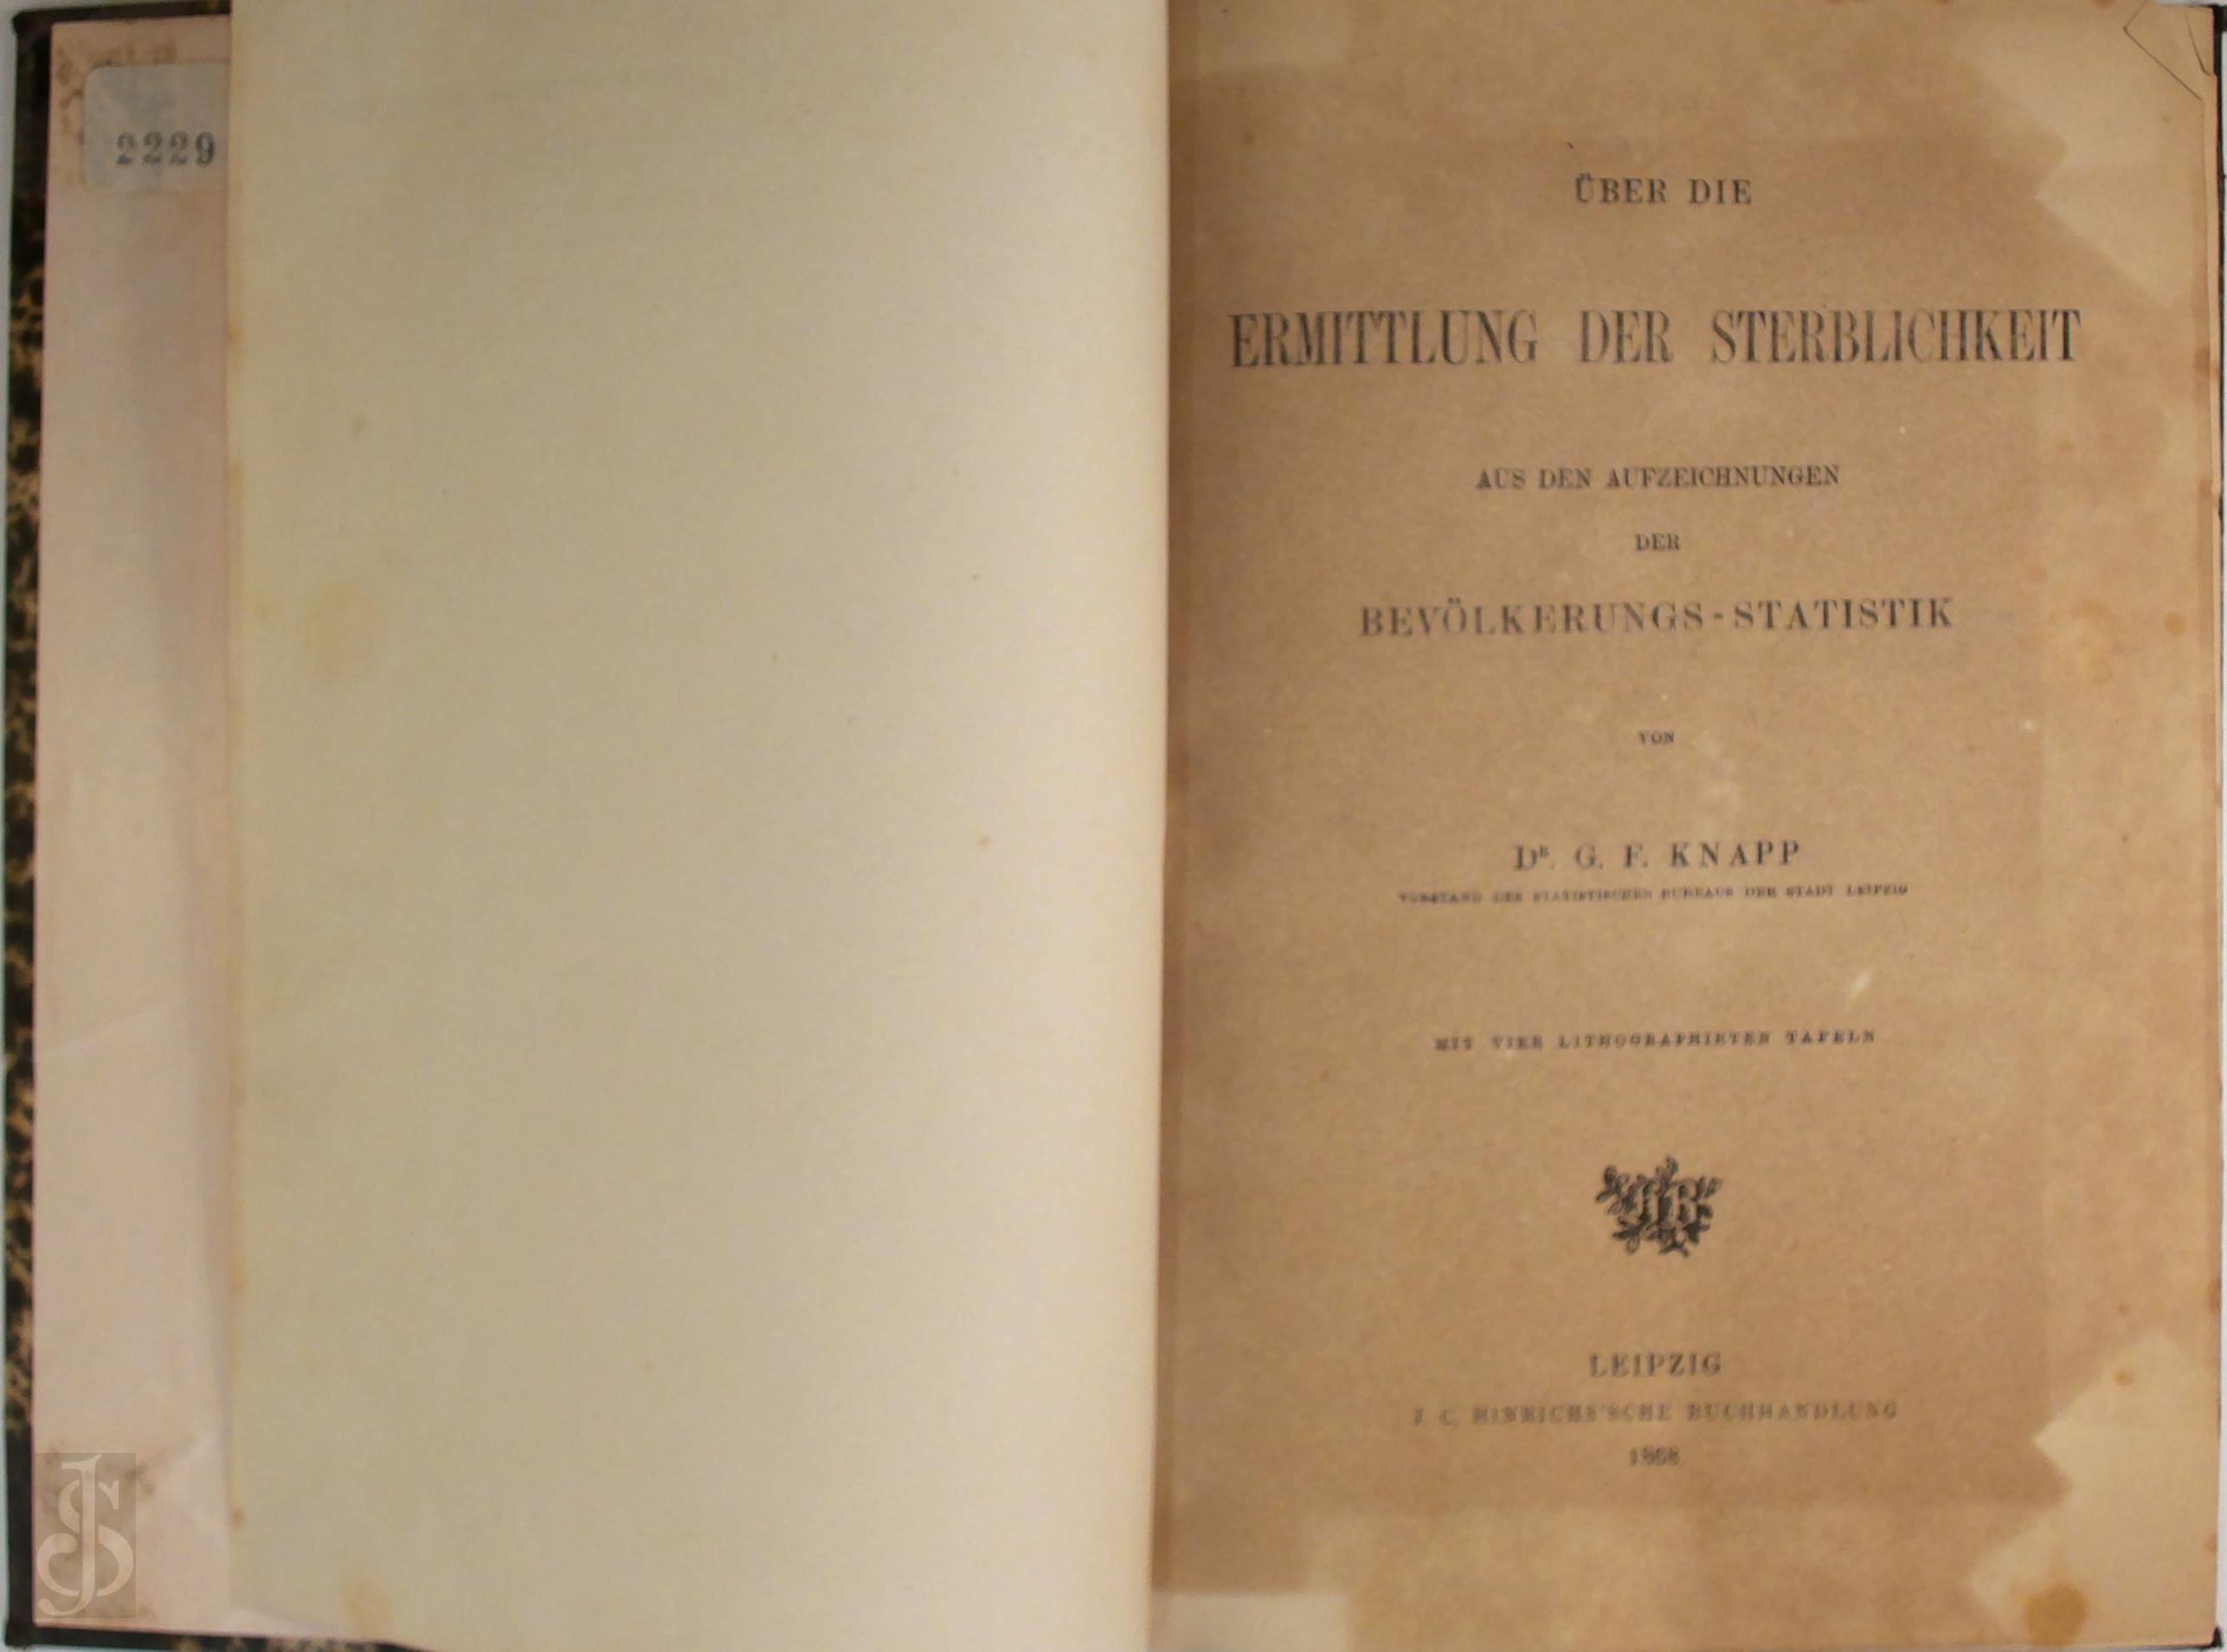 2229
ÜBER DIE
ERMITTLUNG DER STERBLICHKEIT
AUS DEN AUFZEICHNUNGEN
DER
BEVÖLKERUNGS-STATISTIK
VON
DR. G. F. KNAPP
VORSTAND DES STATISTISCHEN BUREAUS DER STADT LEIPZIG
MIT VIER LITHOGRAPHIRTEN TAFELN
LEIPZIG
J. C. HINRICHS'SCHE BUCHHANDLUNG
1868